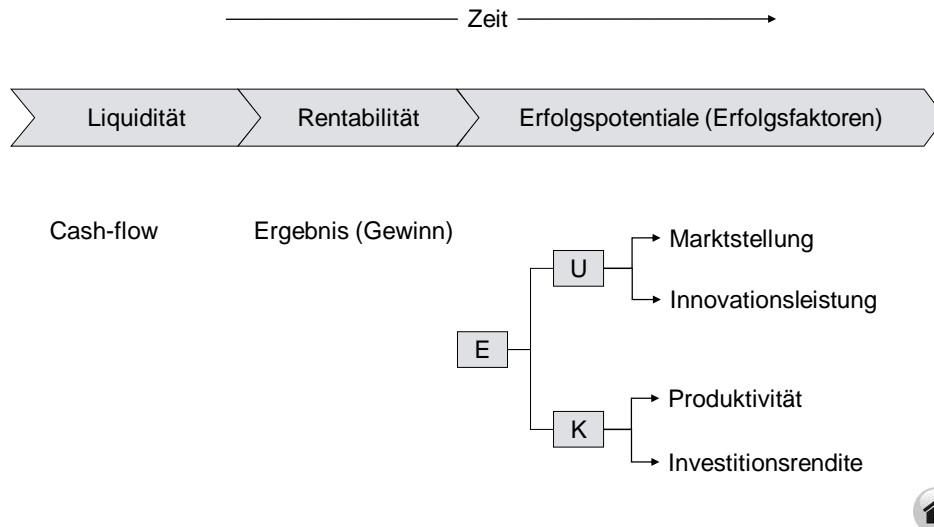 Zeit
Liquidität
Rentabilität
Erfolgspotentiale (Erfolgsfaktoren)
Cash-flow
Ergebnis (Gewinn)
Marktstellung
U
Innovationsleistung
E
Produktivität
K
Investitionsrendite